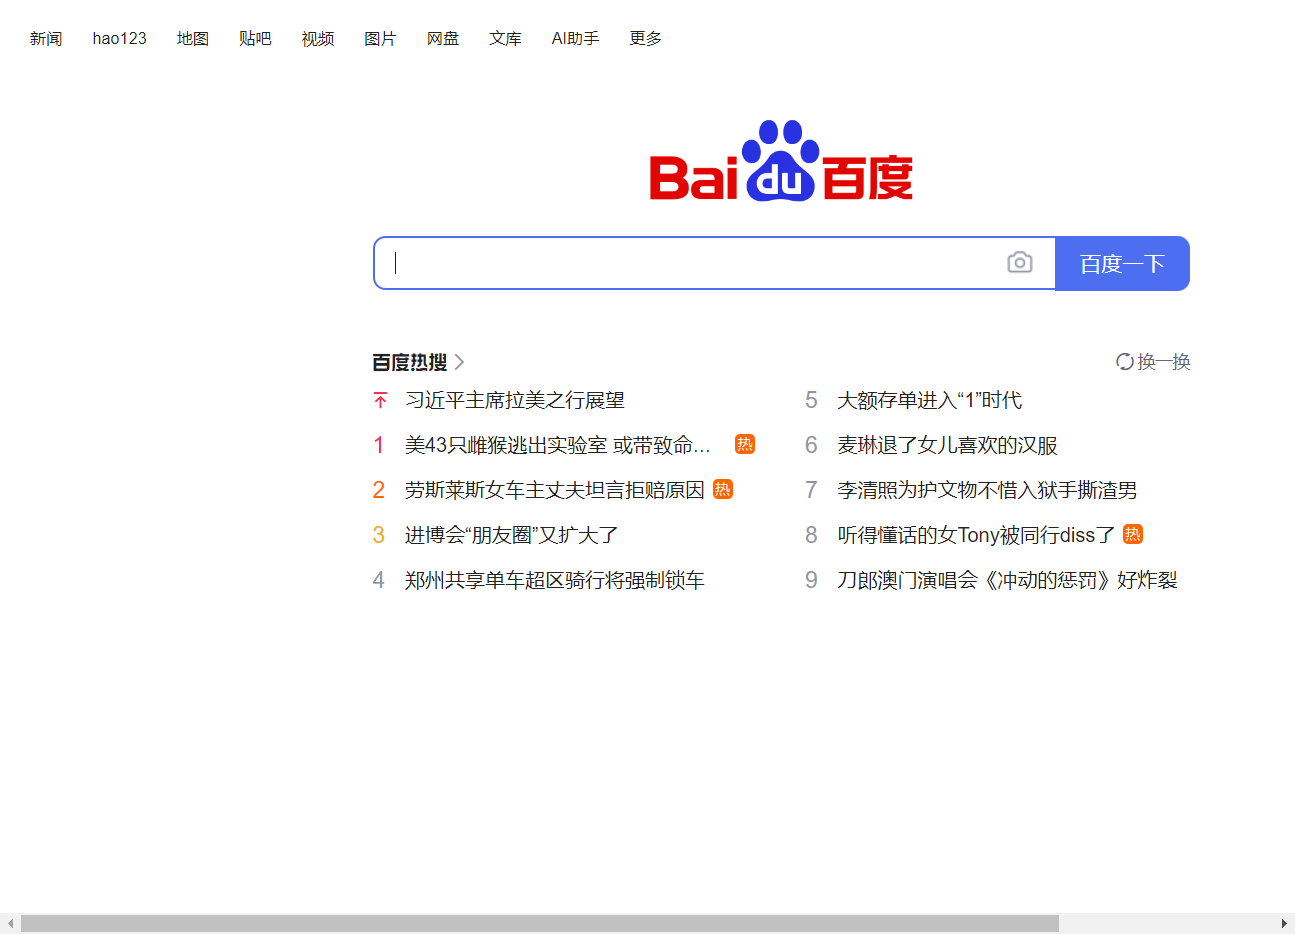 新闻 hao123 地图 贴吧 视频 图片 网盘 文库 AI助手 更多
Bai du 百度
百度一下
百度热搜 换一换
习近平主席拉美之行展望
1 美43只雌猴逃出实验室 或带致命... 热
2 劳斯莱斯女车主丈夫坦言拒赔原因 热
3 进博会“朋友圈”又扩大了
4 郑州共享单车超区骑行将强制锁车
5 大额存单进入“1”时代
6 麦琳退了女儿喜欢的汉服
7 李清照为护文物不惜入狱手撕渣男
8 听得懂话的女Tony被同行diss了 热
9 刀郎澳门演唱会《冲动的惩罚》好炸裂